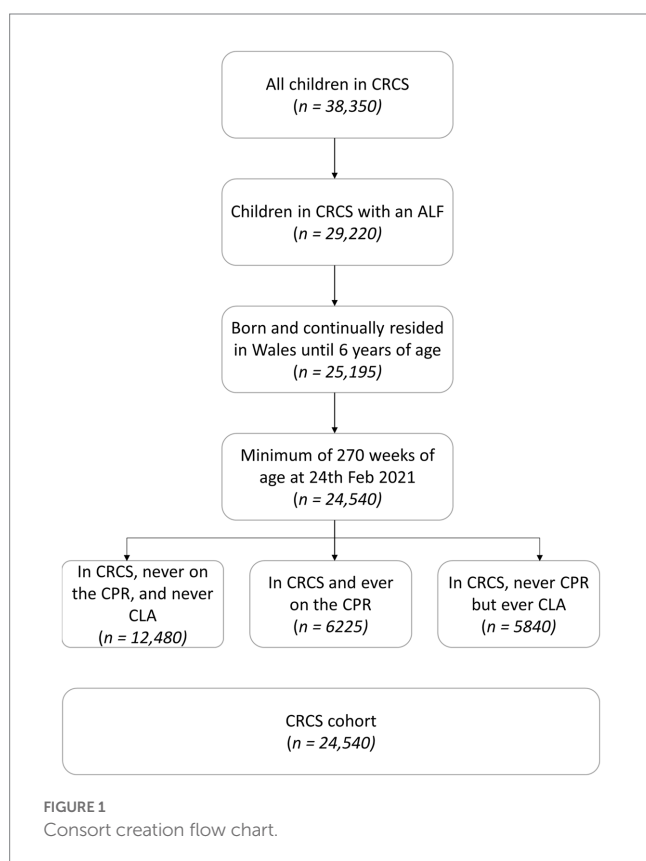 All children in CRCS
(n = 38,350)
Children in CRCS with an ALF
(n = 29,220)
Born and continually resided
in Wales until 6 years of age
(n = 25,195)
Minimum of 270 weeks of
age at 24th Feb 2021
(n = 24,540)
In CRCS, never on
the CPR, and never
CLA
(n = 12,480)
In CRCS and ever
on the CPR
(n = 6225)
In CRCS, never CPR
but ever CLA
(n = 5840)
CRCS cohort
(n = 24,540)
FIGURE 1
Consort creation flow chart.